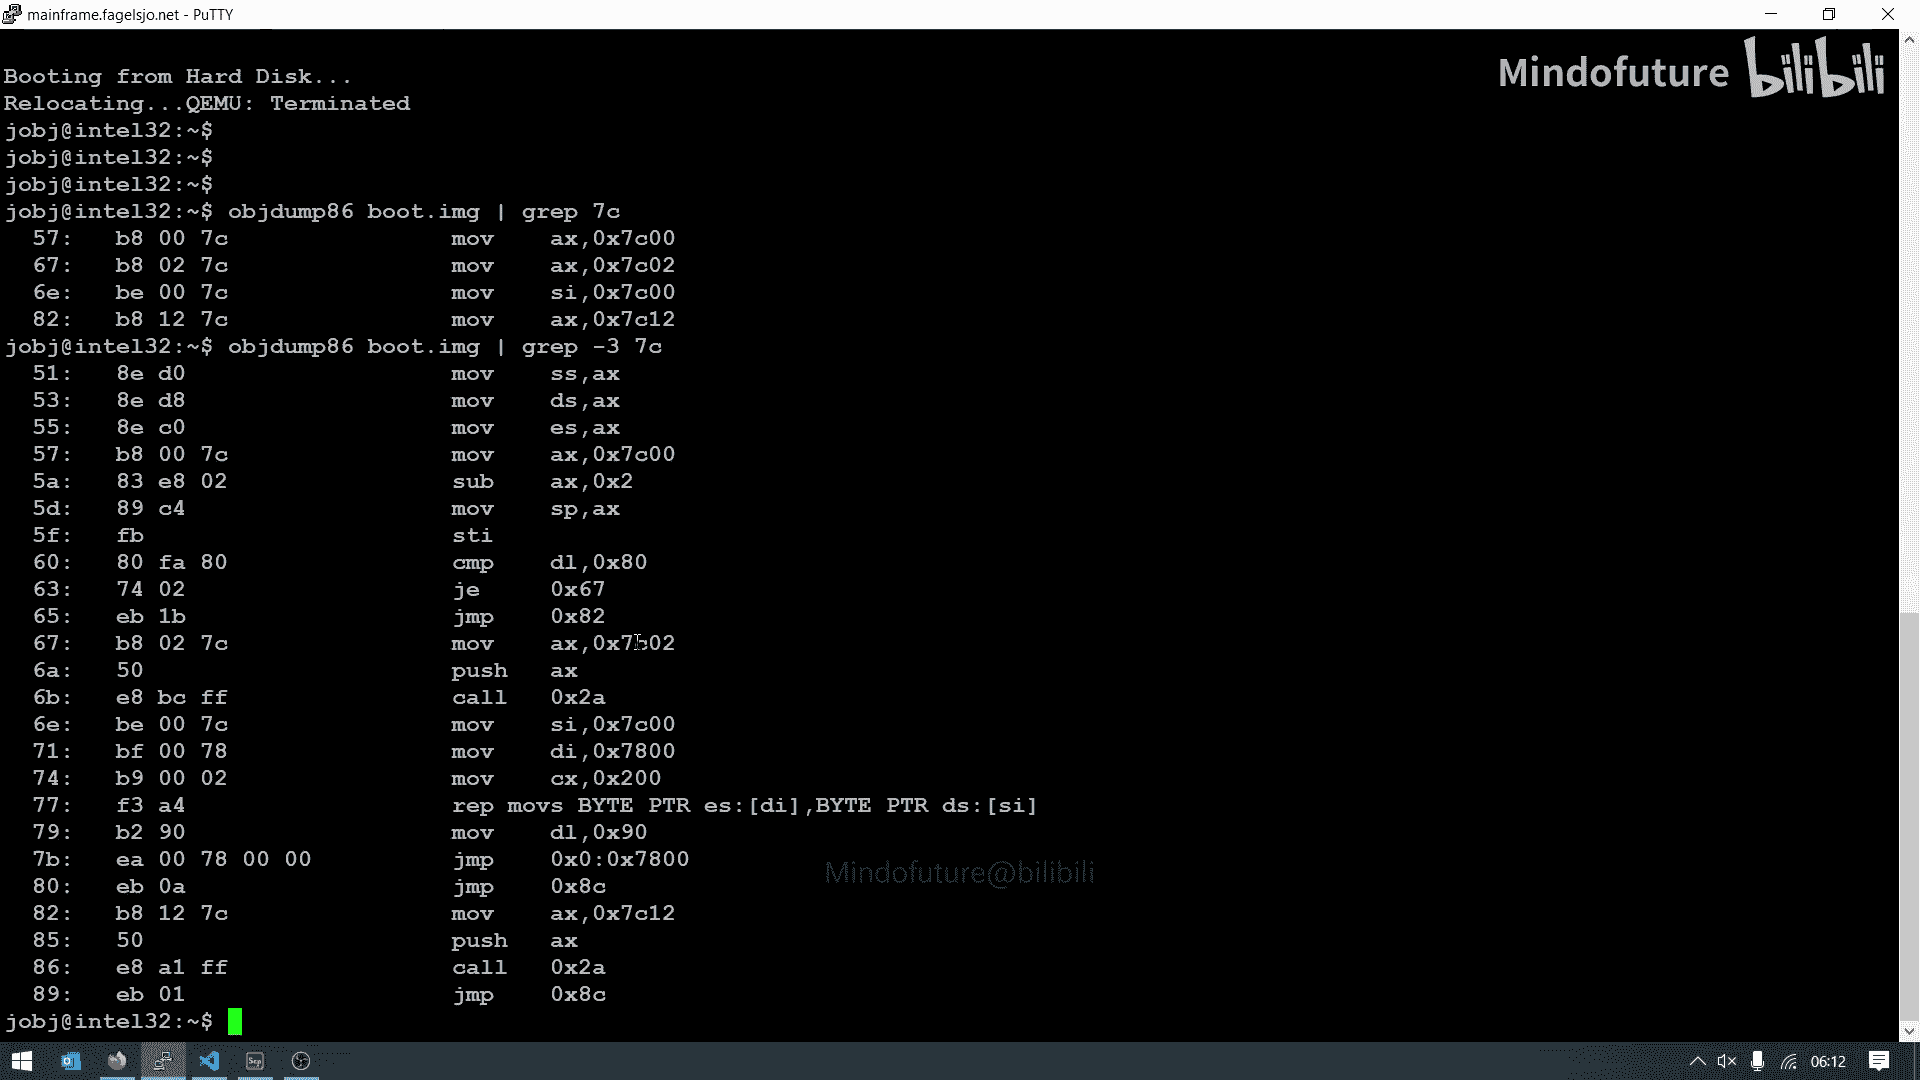 mainframe.fagelsjo.net - PuTTY
Mindofuture bilibili
Booting from Hard Disk...
Relocating...QEMU: Terminated
jobj@intel32:~$
jobj@intel32:~$
jobj@intel32:~$
jobj@intel32:~$ objdump86 boot.img | grep 7c
57: b8 00 7c mov ax,0x7c00
67: b8 02 7c mov ax,0x7c02
6e: be 00 7c mov si,0x7c00
82: b8 12 7c mov ax,0x7c12
jobj@intel32:~$ objdump86 boot.img | grep -3 7c
51: 8e d0 mov ss,ax
53: 8e d8 mov ds,ax
55: 8e c0 mov es,ax
57: b8 00 7c mov ax,0x7c00
5a: 83 e8 02 sub ax,0x2
5d: 89 c4 mov sp,ax
5f: fb sti
60: 80 fa 80 cmp dl,0x80
63: 74 02 je 0x67
65: eb 1b jmp 0x82
67: b8 02 7c mov ax,0x7c02
6a: 50 push ax
6b: e8 bc ff call 0x2a
6e: be 00 7c mov si,0x7c00
71: bf 00 78 mov di,0x7800
74: b9 00 02 mov cx,0x200
77: f3 a4 rep movs BYTE PTR es:[di],BYTE PTR ds:[si]
79: b2 90 mov dl,0x90
7b: ea 00 78 00 00 jmp 0x0:0x7800
Mindofuture@bilibili
80: eb 0a jmp 0x8c
82: b8 12 7c mov ax,0x7c12
85: 50 push ax
86: e8 a1 ff call 0x2a
89: eb 01 jmp 0x8c
jobj@intel32:~$
06:12